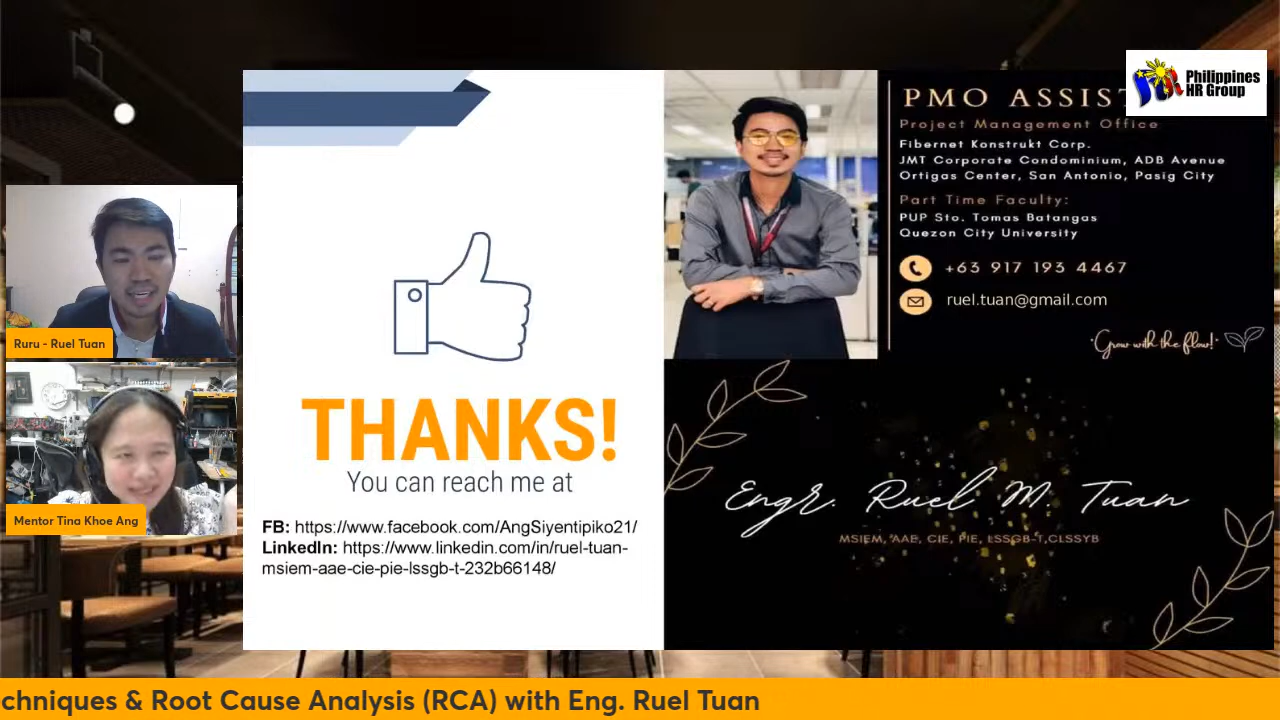 Philippines
HR Group
PMO ASSIST
Project Management Office
Fibernet Konstrukt Corp.
JMT Corporate Condominium, ADB Avenue
Ortigas Center, San Antonio, Pasig City
Part Time Faculty:
PUP Sto. Tomas Batangas
Quezon City University
+63 917 193 4467
ruel.tuan@gmail.com
"Grow with the flow!"
Ruru - Ruel Tuan
Mentor Tina Khoe Ang
THANKS!
You can reach me at
FB: https://www.facebook.com/AngSiyentipiko21/
LinkedIn: https://www.linkedin.com/in/ruel-tuan-
msiem-aae-cie-pie-lssgb-t-232b66148/
Engr. Ruel M. Tuan
MSIEM, AAE, CIE, PIE, LSSGB-T,CLSSYB
chniques & Root Cause Analysis (RCA) with Eng. Ruel Tuan